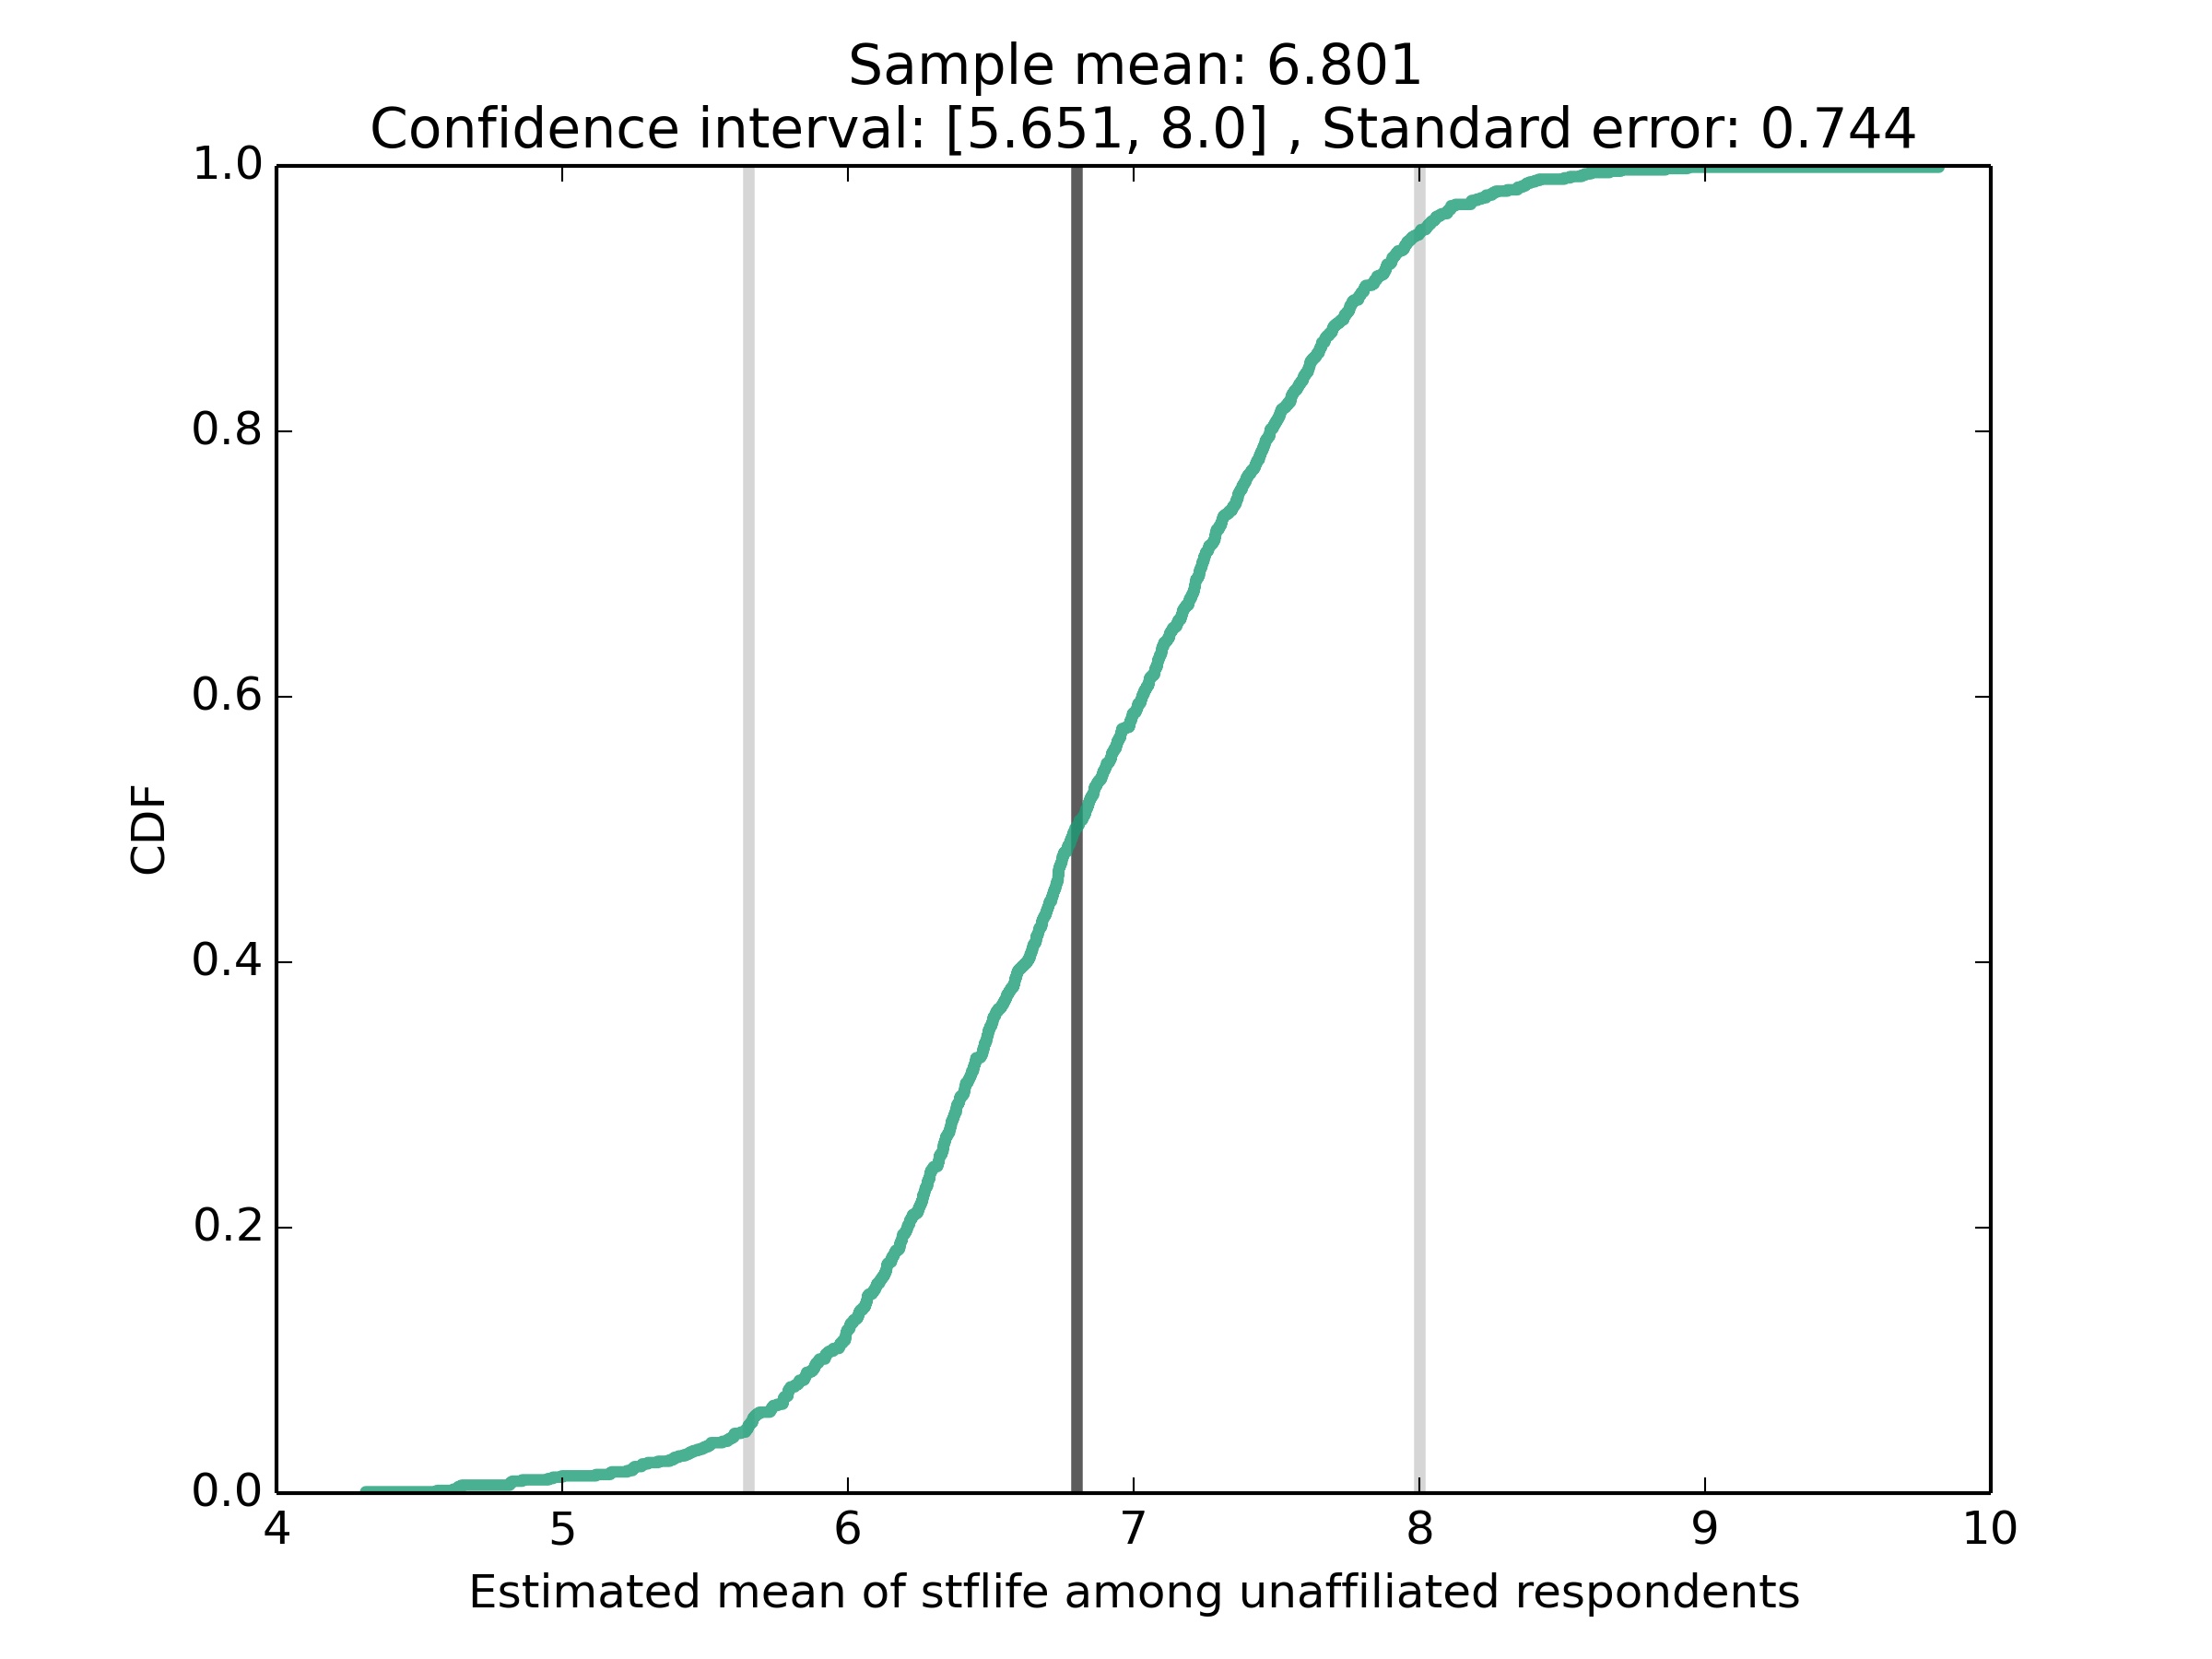 Sample mean: 6.801
Confidence interval: [5.651, 8.0] , Standard error: 0.744
1.0
0.8
0.6
0.4
0.2
0.0
CDF
4 5 6 7 8 9 10
Estimated mean of stflife among unaffiliated respondents